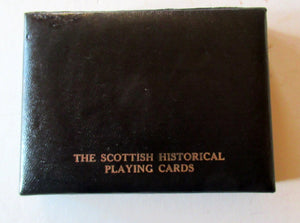 THE SCOTTISH HISTORICAL
PLAYING CARDS